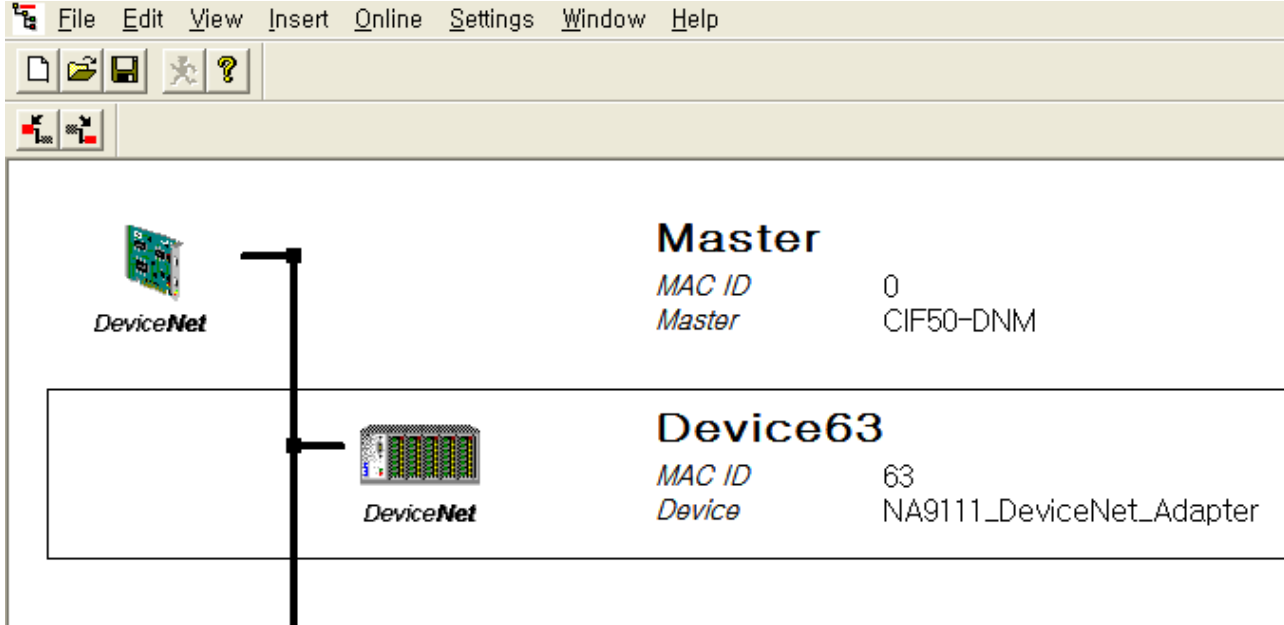 File Edit View Insert Online Settings Window Help
Master
MAC ID 0
Master CIF50-DNM
DeviceNet
Device63
MAC ID 63
Device NA9111_DeviceNet_Adapter
DeviceNet